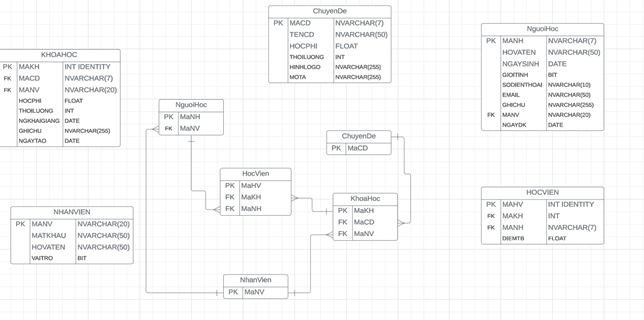 ChuyenDe
PK MACD NVARCHAR(7)
TENCD NVARCHAR(50)
HOCPHI FLOAT
THOILUONG INT
HINHLOGO NVARCHAR(255)
MOTA NVARCHAR(255)
NguoiHoc
PK MANH NVARCHAR(7)
HOVATEN NVARCHAR(50)
NGAYSINH DATE
GIOITINH BIT
SODIENTHOAI NVARCHAR(10)
EMAIL NVARCHAR(50)
GHICHU NVARCHAR(255)
FK MANV NVARCHAR(20)
NGAYDK DATE
KHOAHOC
PK MAKH INT IDENTITY
FK MACD NVARCHAR(7)
FK MANV NVARCHAR(20)
HOCPHI FLOAT
THOILUONG INT
NGKHAIGIANG DATE
GHICHU NVARCHAR(255)
NGAYTAO DATE
NguoiHoc
PK MaNH
FK MaNV
ChuyenDe
PK MaCD
HocVien
PK MaHV
FK MaKH
FK MaNH
KhoaHoc
PK MaKH
FK MaCD
FK MaNV
HOCVIEN
PK MAHV INT IDENTITY
FK MAKH INT
FK MANH NVARCHAR(7)
DIEMTB FLOAT
NHANVIEN
PK MANV NVARCHAR(20)
MATKHAU NVARCHAR(50)
HOVATEN NVARCHAR(50)
VAITRO BIT
NhanVien
PK MaNV